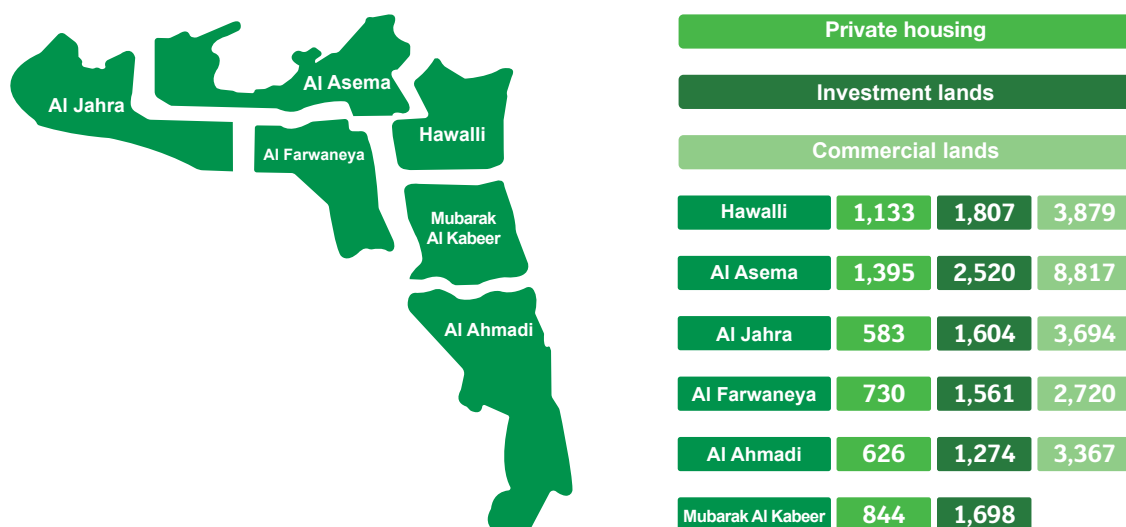 Al Jahra
Al Asema
Hawalli
Al Farwaneya
Mubarak
Al Kabeer
Al Ahmadi
Private housing
Investment lands
Commercial lands
Hawalli 1,133 1,807 3,879
Al Asema 1,395 2,520 8,817
Al Jahra 583 1,604 3,694
Al Farwaneya 730 1,561 2,720
Al Ahmadi 626 1,274 3,367
Mubarak Al Kabeer 844 1,698